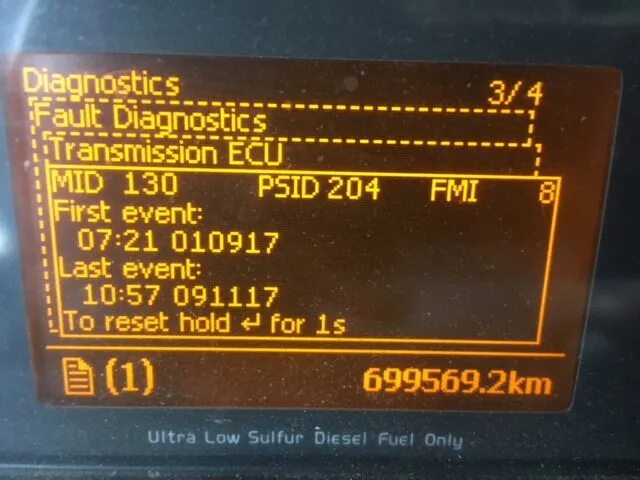 Diagnostics 3/4
Fault Diagnostics
Transmission ECU
MID 130 PSID 204 FMI 8
First event:
07:21 010917
Last event:
10:57 091117
To reset hold ↵ for 1s
(1) 699569.2km
Ultra Low Sulfur Diesel Fuel Only